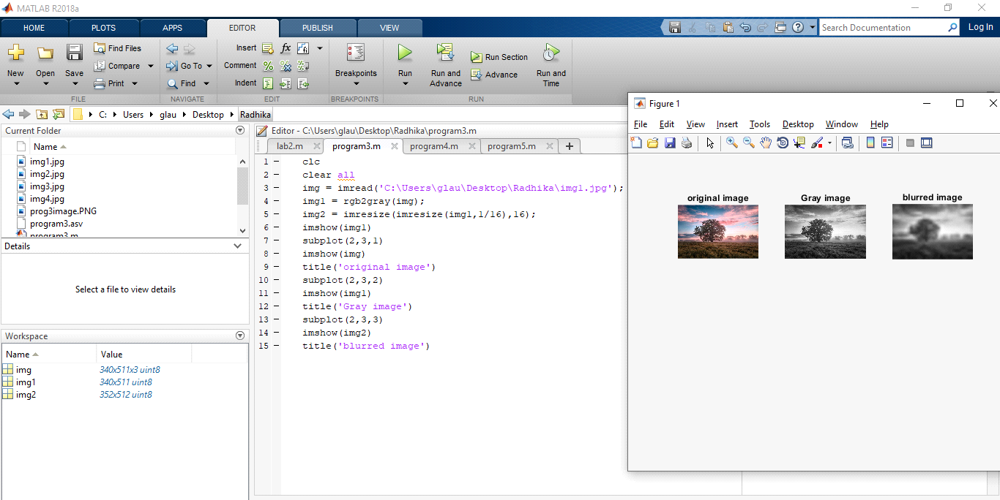 MATLAB R2018a
HOME PLOTS APPS EDITOR PUBLISH VIEW
Search Documentation Log In
New Open Save
Find Files
Compare
Print
Go To
Find
Insert fx
Comment
Indent
Breakpoints
Run
Run and Advance
Run Section
Advance
Run and Time
FILE NAVIGATE EDIT BREAKPOINTS RUN
C: Users glau Desktop Radhika
Current Folder
Name
img1.jpg
img2.jpg
img3.jpg
img4.jpg
prog3image.PNG
program3.asv
program3.m
Details
Select a file to view details
Workspace
Name Value
img 340x511x3 uint8
img1 340x511 uint8
img2 352x512 uint8
Editor - C:\Users\glau\Desktop\Radhika\program3.m
lab2.m program3.m program4.m program5.m
1 clc
2 clear all
3 img = imread('C:\Users\glau\Desktop\Radhika\img1.jpg');
4 img1 = rgb2gray(img);
5 img2 = imresize(imresize(img1,1/16),16);
6 imshow(img1)
7 subplot(2,3,1)
8 imshow(img)
9 title('original image')
10 subplot(2,3,2)
11 imshow(img1)
12 title('Gray image')
13 subplot(2,3,3)
14 imshow(img2)
15 title('blurred image')
Figure 1
File Edit View Insert Tools Desktop Window Help
original image Gray image blurred image